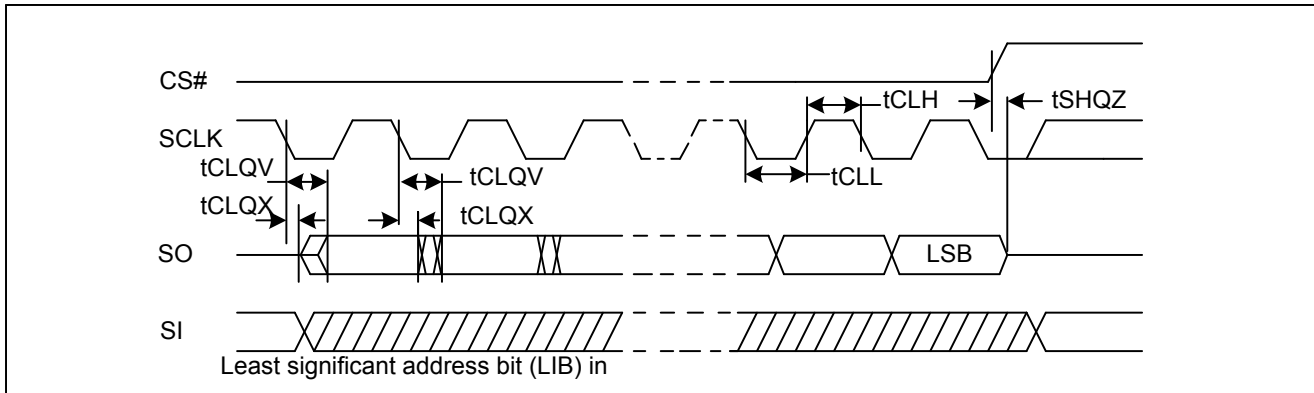 CS#
tCLH
tSHQZ
SCLK
tCLQV
tCLQV
tCLL
tCLQX
tCLQX
SO
LSB
SI
Least significant address bit (LIB) in